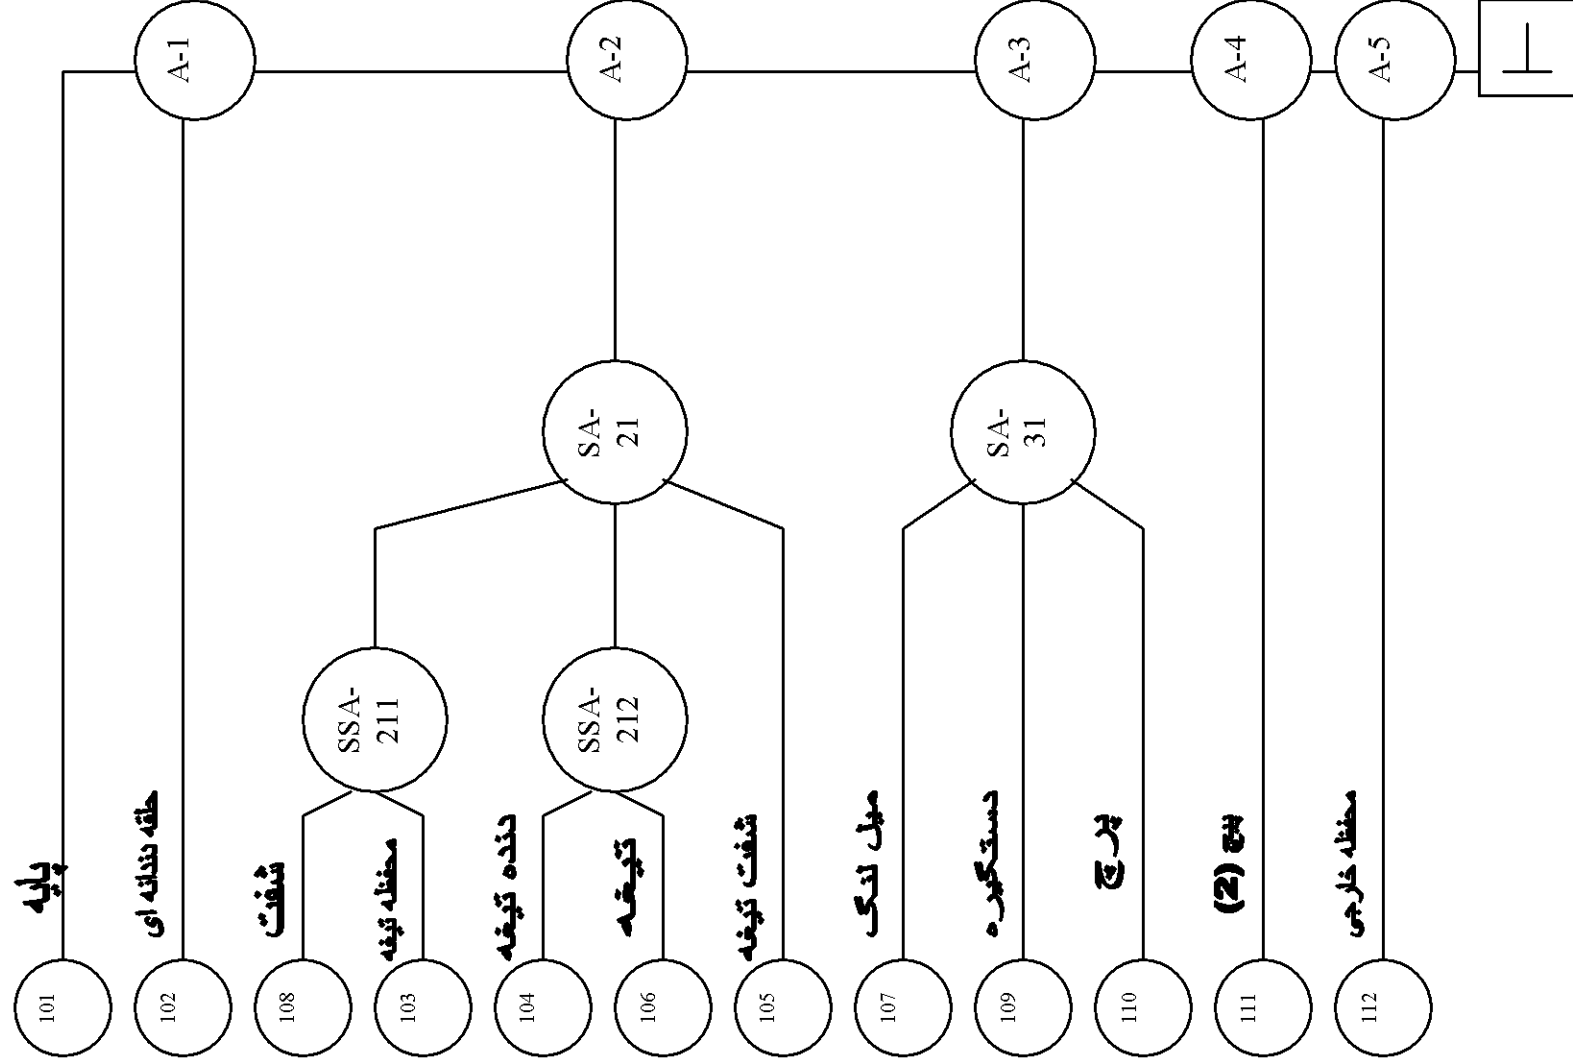 A-1
A-2
A-3
A-4
A-5
SA-
21
SA-
31
SSA-
211
SSA-
212
پایه
حلقه دندانه ای
شفت
محفظه تیغه
دنده تیغه
تیغه
شفت تیغه
میل لنگ
دستگیره
پرچ
پیچ (2)
محفظه خارجی
101
102
108
103
104
106
105
107
109
110
111
112